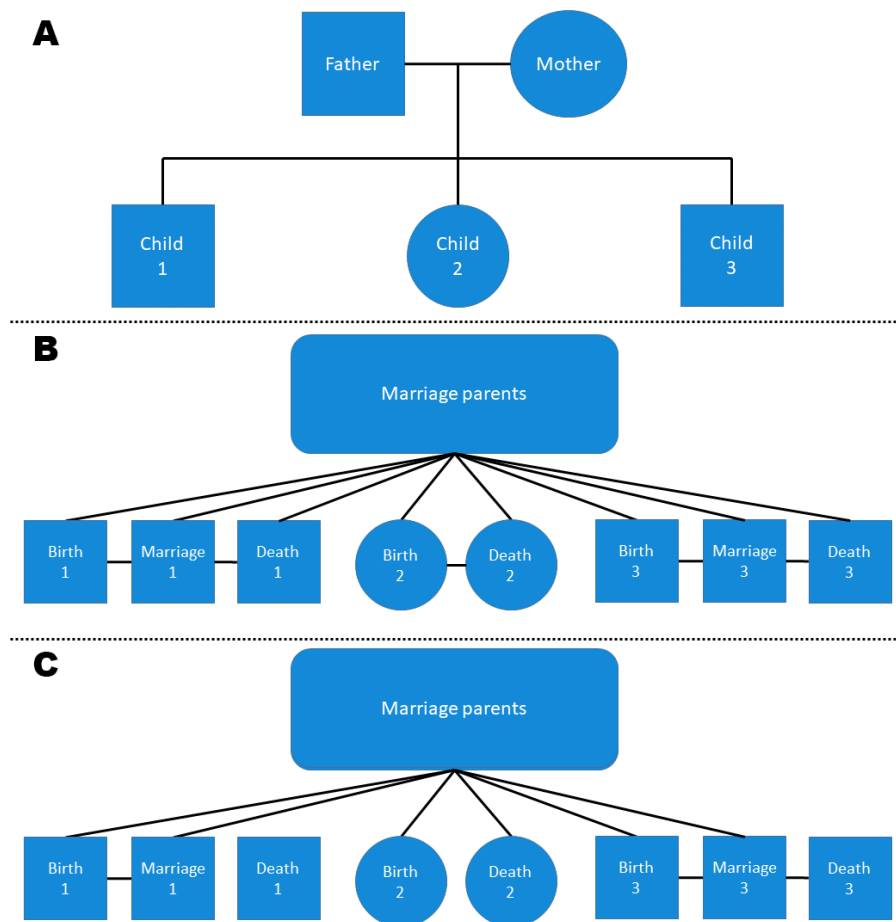 A
Father
Mother
Child
1
Child
2
Child
3
B
Marriage parents
Birth
1
Marriage
1
Death
1
Birth
2
Death
2
Birth
3
Marriage
3
Death
3
C
Marriage parents
Birth
1
Marriage
1
Death
1
Birth
2
Death
2
Birth
3
Marriage
3
Death
3